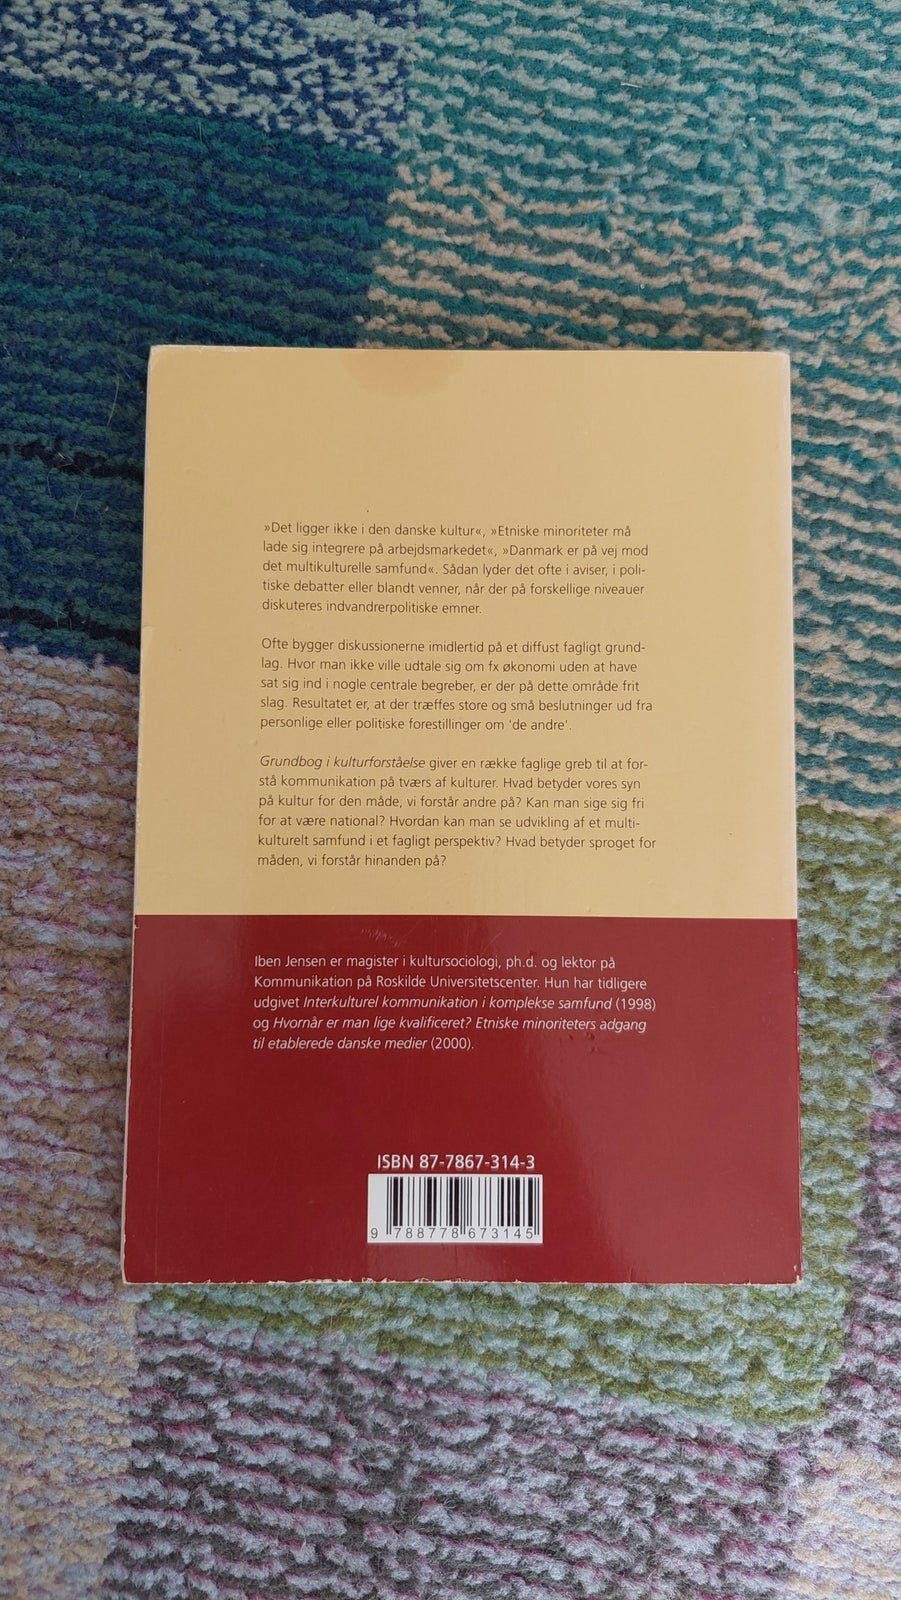 »Det ligger ikke i den danske kultur«, »Etniske minoriteter må
lade sig integrere på arbejdsmarkedet«, »Danmark er på vej mod
det multikulturelle samfund«. Sådan lyder det ofte i aviser, i poli-
tiske debatter eller blandt venner, når der på forskellige niveauer
diskuteres indvandrerpolitiske emner.
Ofte bygger diskussionerne imidlertid på et diffust fagligt grund-
lag. Hvor man ikke ville udtale sig om fx økonomi uden at have
sat sig ind i nogle centrale begreber, er der på dette område frit
slag. Resultatet er, at der træffes store og små beslutninger ud fra
personlige eller politiske forestillinger om 'de andre'.
Grundbog i kulturforståelse giver en række faglige greb til at for-
stå kommunikation på tværs af kulturer. Hvad betyder vores syn
på kultur for den måde, vi forstår andre på? Kan man sige sig fri
for at være national? Hvordan kan man se udvikling af et multi-
kulturelt samfund i et fagligt perspektiv? Hvad betyder sproget for
måden, vi forstår hinanden på?
Iben Jensen er magister i kultursociologi, ph.d. og lektor på
Kommunikation på Roskilde Universitetscenter. Hun har tidligere
udgivet Interkulturel kommunikation i komplekse samfund (1998)
og Hvornår er man lige kvalificeret? Etniske minoriteters adgang
til etablerede danske medier (2000).
ISBN 87-7867-314-3
9 788778 673145